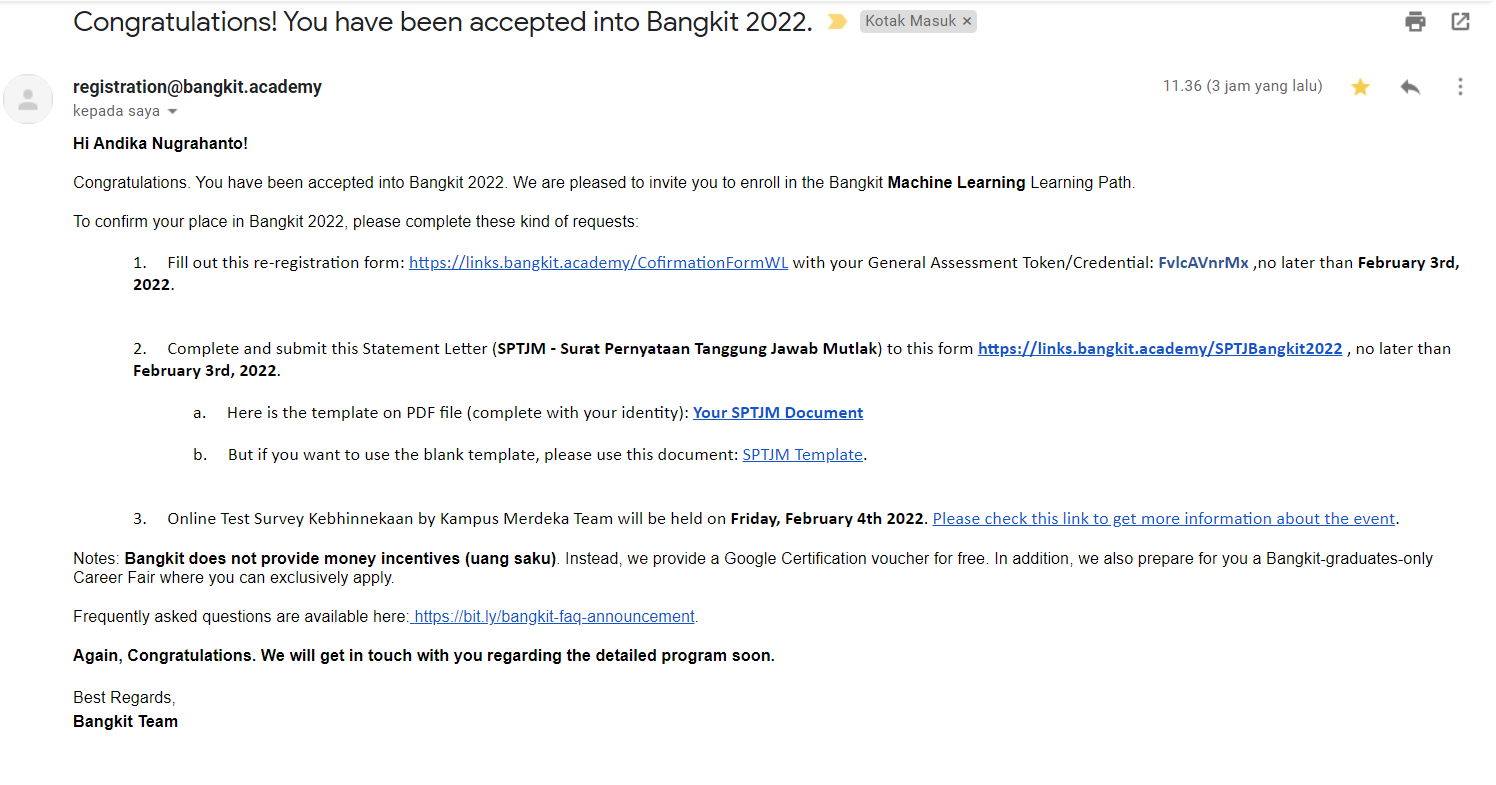 Congratulations! You have been accepted into Bangkit 2022. Kotak Masuk ×
registration@bangkit.academy 11.36 (3 jam yang lalu)
kepada saya
Hi Andika Nugrahanto!
Congratulations. You have been accepted into Bangkit 2022. We are pleased to invite you to enroll in the Bangkit Machine Learning Learning Path.
To confirm your place in Bangkit 2022, please complete these kind of requests:
1. Fill out this re-registration form: https://links.bangkit.academy/CofirmationFormWL with your General Assessment Token/Credential: FvlcAVnrMx ,no later than February 3rd,
2022.
2. Complete and submit this Statement Letter (SPTJM - Surat Pernyataan Tanggung Jawab Mutlak) to this form https://links.bangkit.academy/SPTJBangkit2022 , no later than
February 3rd, 2022.
a. Here is the template on PDF file (complete with your identity): Your SPTJM Document
b. But if you want to use the blank template, please use this document: SPTJM Template.
3. Online Test Survey Kebhinnekaan by Kampus Merdeka Team will be held on Friday, February 4th 2022. Please check this link to get more information about the event.
Notes: Bangkit does not provide money incentives (uang saku). Instead, we provide a Google Certification voucher for free. In addition, we also prepare for you a Bangkit-graduates-only
Career Fair where you can exclusively apply.
Frequently asked questions are available here: https://bit.ly/bangkit-faq-announcement.
Again, Congratulations. We will get in touch with you regarding the detailed program soon.
Best Regards,
Bangkit Team